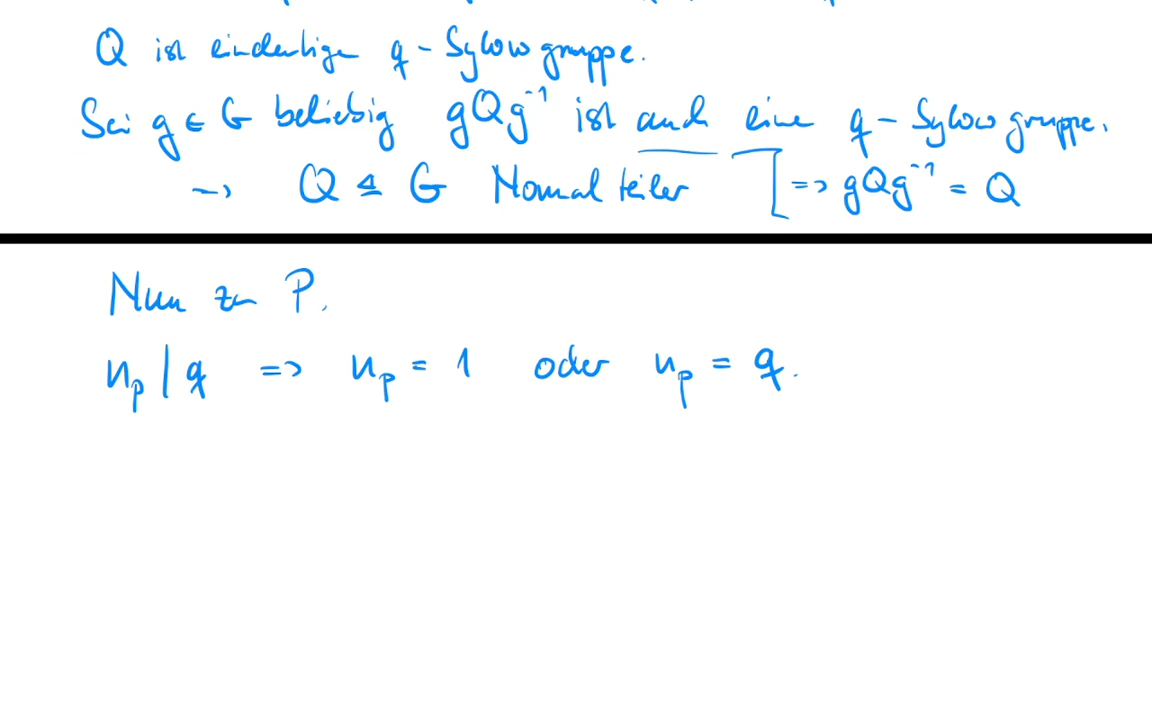 Q ist eindeutige q-Sylowgruppe.
Sei g ∈ G beliebig gQg⁻¹ ist auch eine q-Sylowgruppe.
→ Q ⊴ G Normalteiler [⇒ gQg⁻¹ = Q
Nun zu P.
n_p | q ⇒ n_p = 1 oder n_p = q.